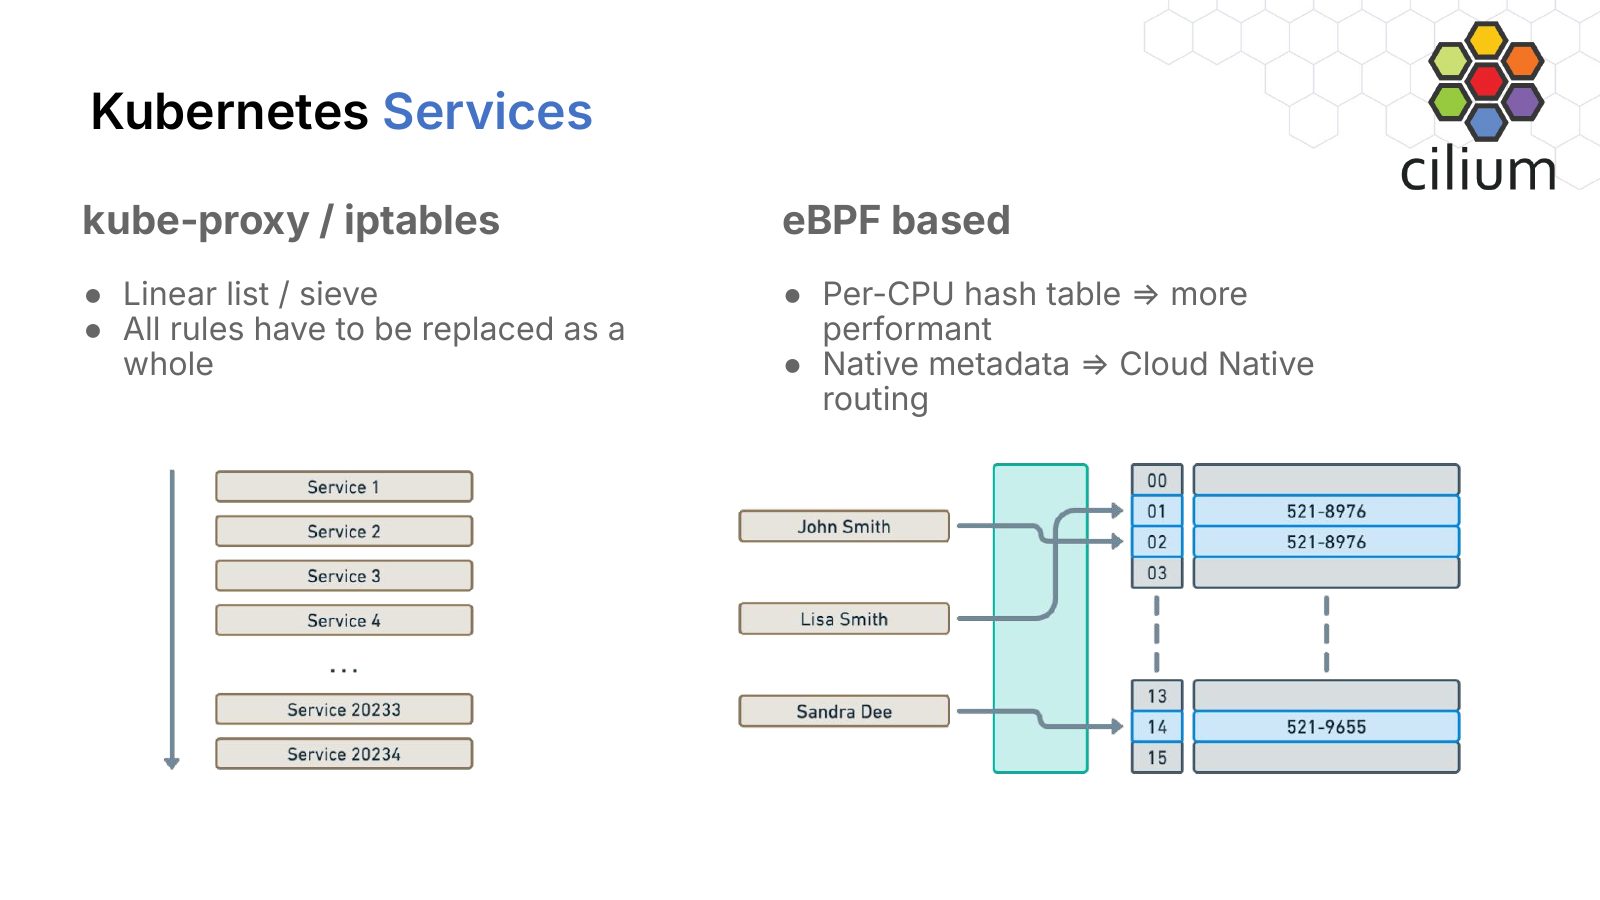 Kubernetes Services
cilium
kube-proxy / iptables
● Linear list / sieve
● All rules have to be replaced as a
whole
eBPF based
● Per-CPU hash table ⇒ more
performant
● Native metadata ⇒ Cloud Native
routing
Service 1
Service 2
Service 3
Service 4
...
Service 20233
Service 20234
John Smith
Lisa Smith
Sandra Dee
00
01 521-8976
02 521-8976
03
13
14 521-9655
15